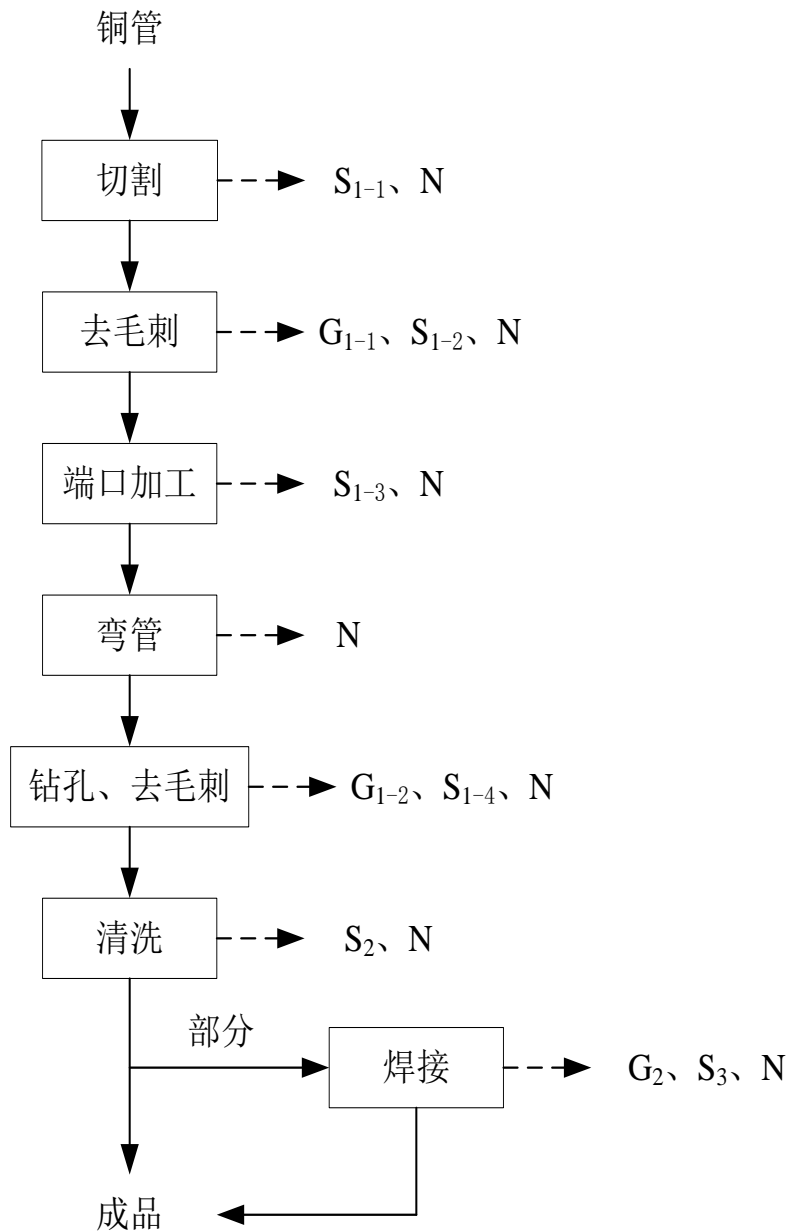 铜管
切割
S₁₋₁、N
去毛刺
G₁₋₁、S₁₋₂、N
端口加工
S₁₋₃、N
弯管
N
钻孔、去毛刺
G₁₋₂、S₁₋₄、N
清洗
S₂、N
部分
焊接
G₂、S₃、N
成品